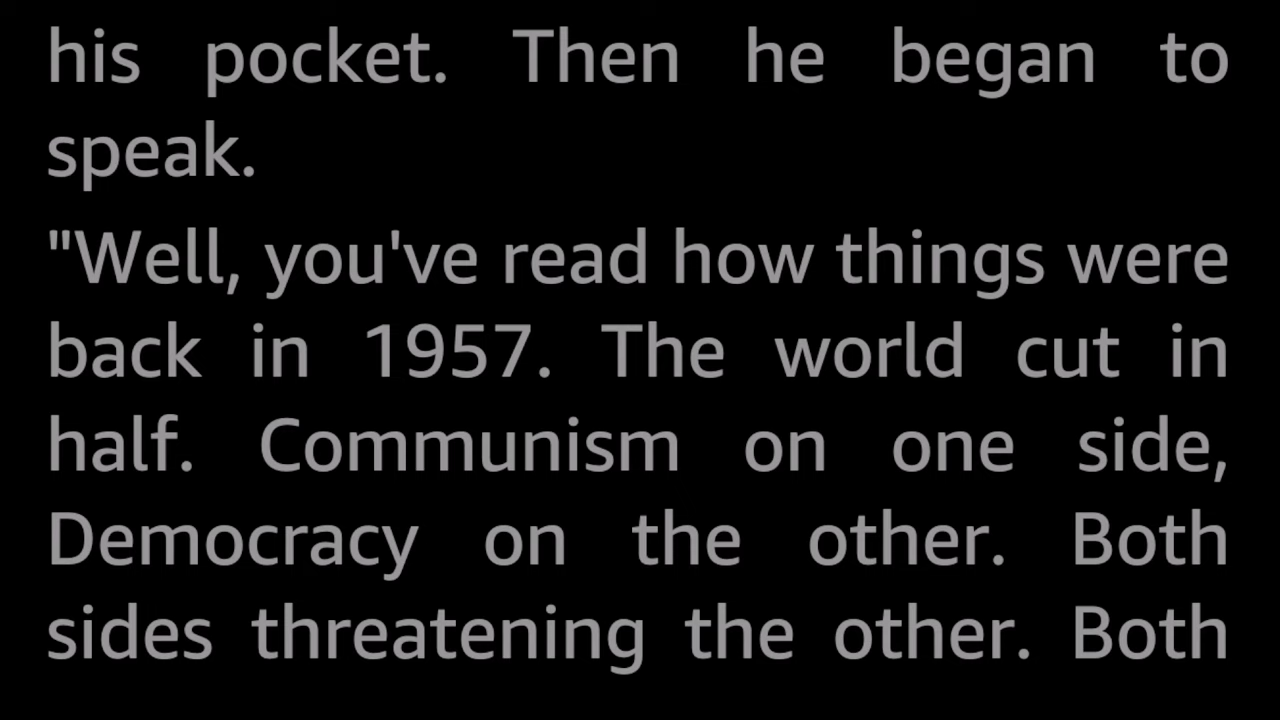 his pocket. Then he began to
speak.
"Well, you've read how things were
back in 1957. The world cut in
half. Communism on one side,
Democracy on the other. Both
sides threatening the other. Both